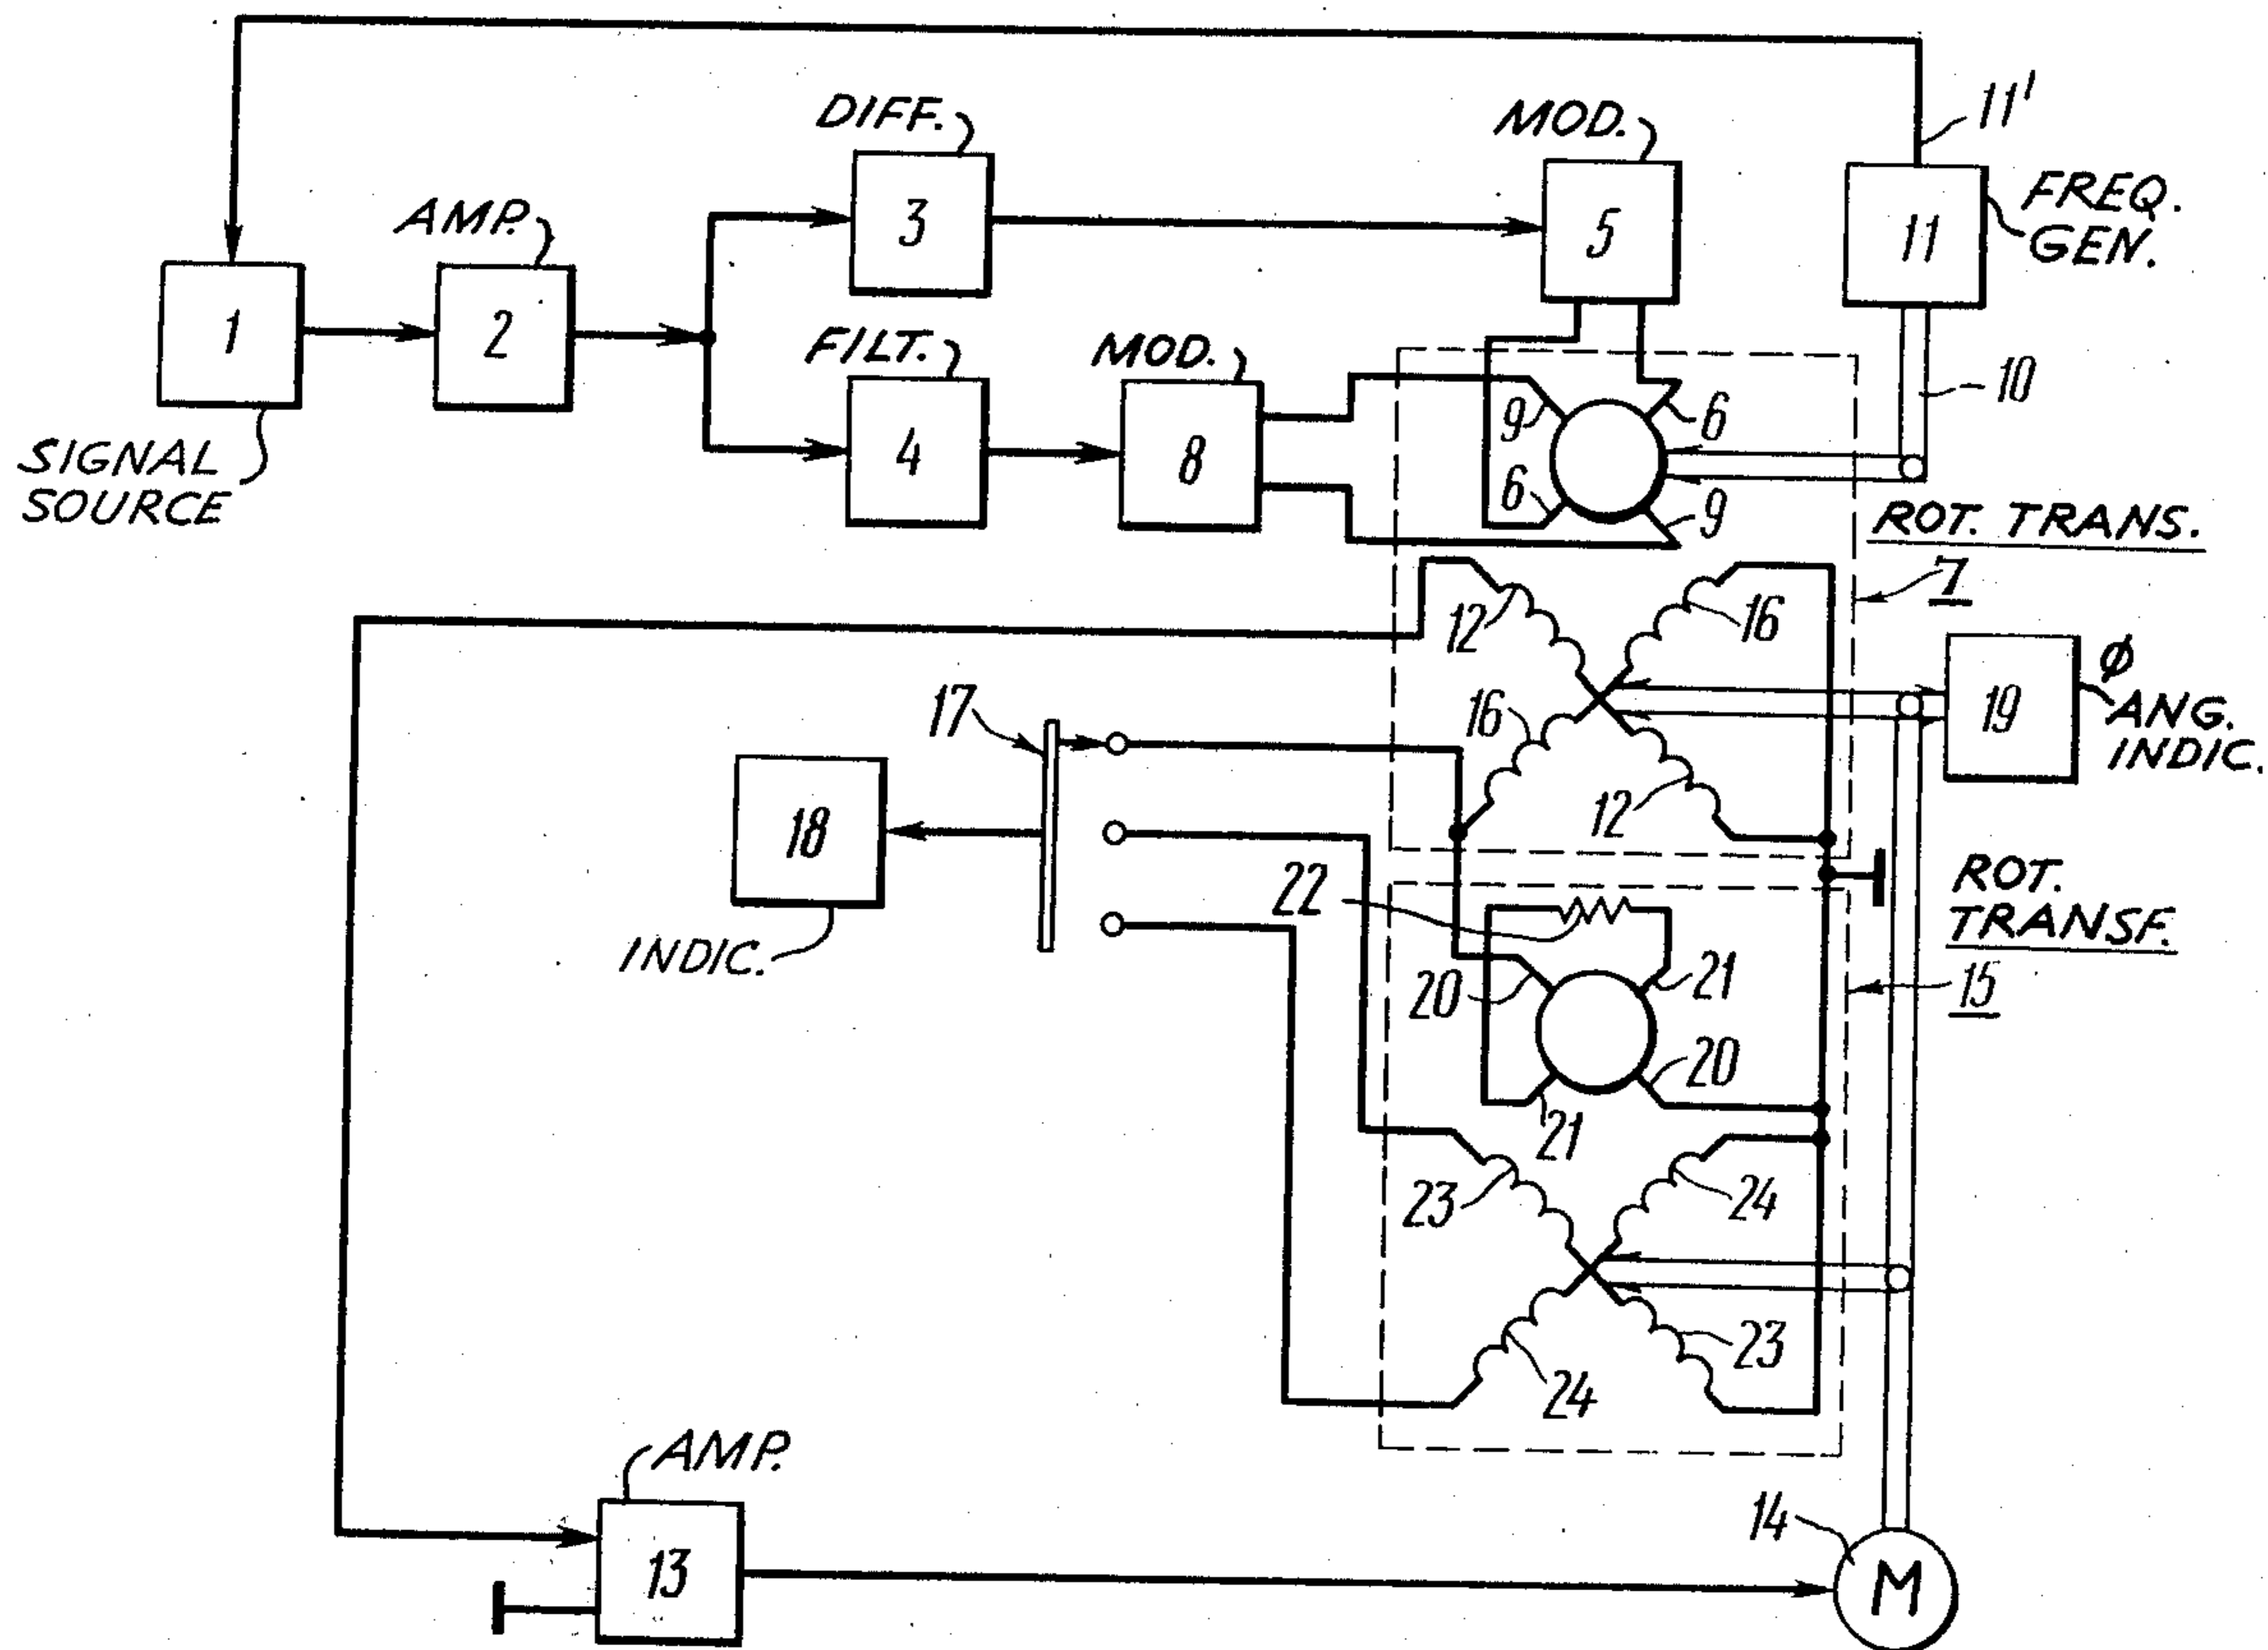 11'
DIFF.
MOD.
3
5
11
FREQ.
GEN.
AMP.
1
2
FILT.
MOD.
10
9
6
4
8
6
9
SIGNAL
SOURCE
ROT. TRANS.
7
12
16
17
16
19
φ
ANG.
INDIC.
18
12
INDIC.
22
ROT.
TRANSF.
20
21
15
20
21
23
24
24
23
AMP.
13
14
M